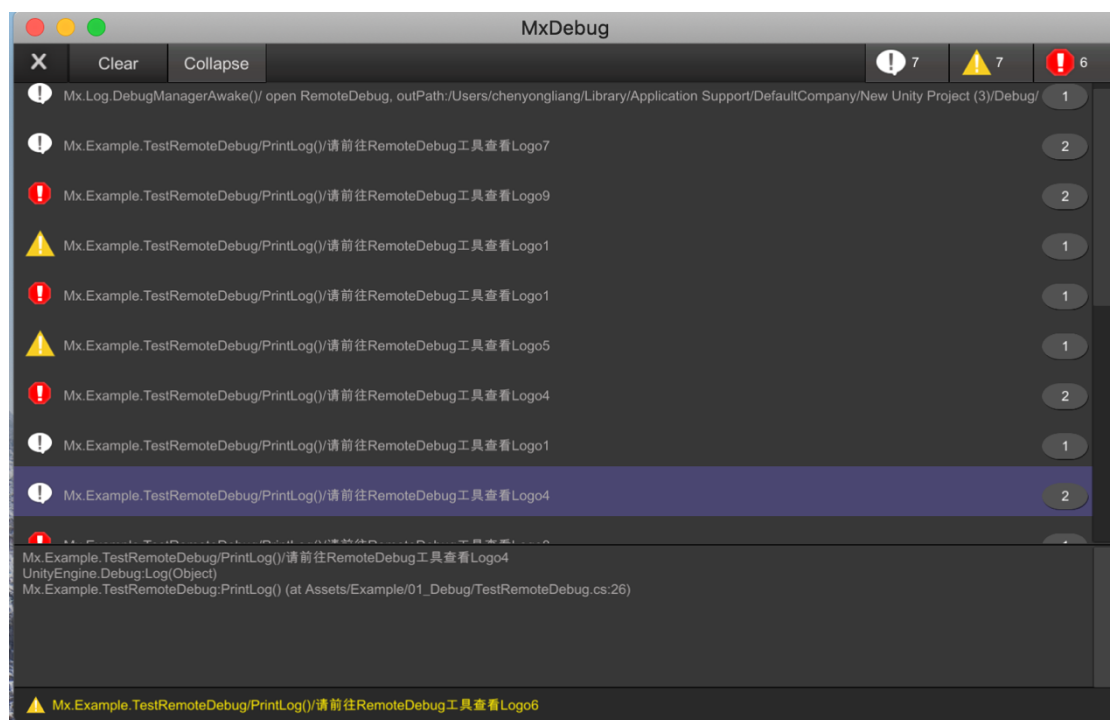 MxDebug
X Clear Collapse 7 7 6
Mx.Log.DebugManagerAwake()/ open RemoteDebug, outPath:/Users/chenyongliang/Library/Application Support/DefaultCompany/New Unity Project (3)/Debug/ 1
Mx.Example.TestRemoteDebug/PrintLog()/请前往RemoteDebug工具查看Logo7 2
Mx.Example.TestRemoteDebug/PrintLog()/请前往RemoteDebug工具查看Logo9 2
Mx.Example.TestRemoteDebug/PrintLog()/请前往RemoteDebug工具查看Logo1 1
Mx.Example.TestRemoteDebug/PrintLog()/请前往RemoteDebug工具查看Logo1 1
Mx.Example.TestRemoteDebug/PrintLog()/请前往RemoteDebug工具查看Logo5 1
Mx.Example.TestRemoteDebug/PrintLog()/请前往RemoteDebug工具查看Logo4 2
Mx.Example.TestRemoteDebug/PrintLog()/请前往RemoteDebug工具查看Logo1 1
Mx.Example.TestRemoteDebug/PrintLog()/请前往RemoteDebug工具查看Logo4 2
Mx.Example.TestRemoteDebug/PrintLog()/请前往RemoteDebug工具查看Logo4
UnityEngine.Debug:Log(Object)
Mx.Example.TestRemoteDebug:PrintLog() (at Assets/Example/01_Debug/TestRemoteDebug.cs:26)
Mx.Example.TestRemoteDebug/PrintLog()/请前往RemoteDebug工具查看Logo6